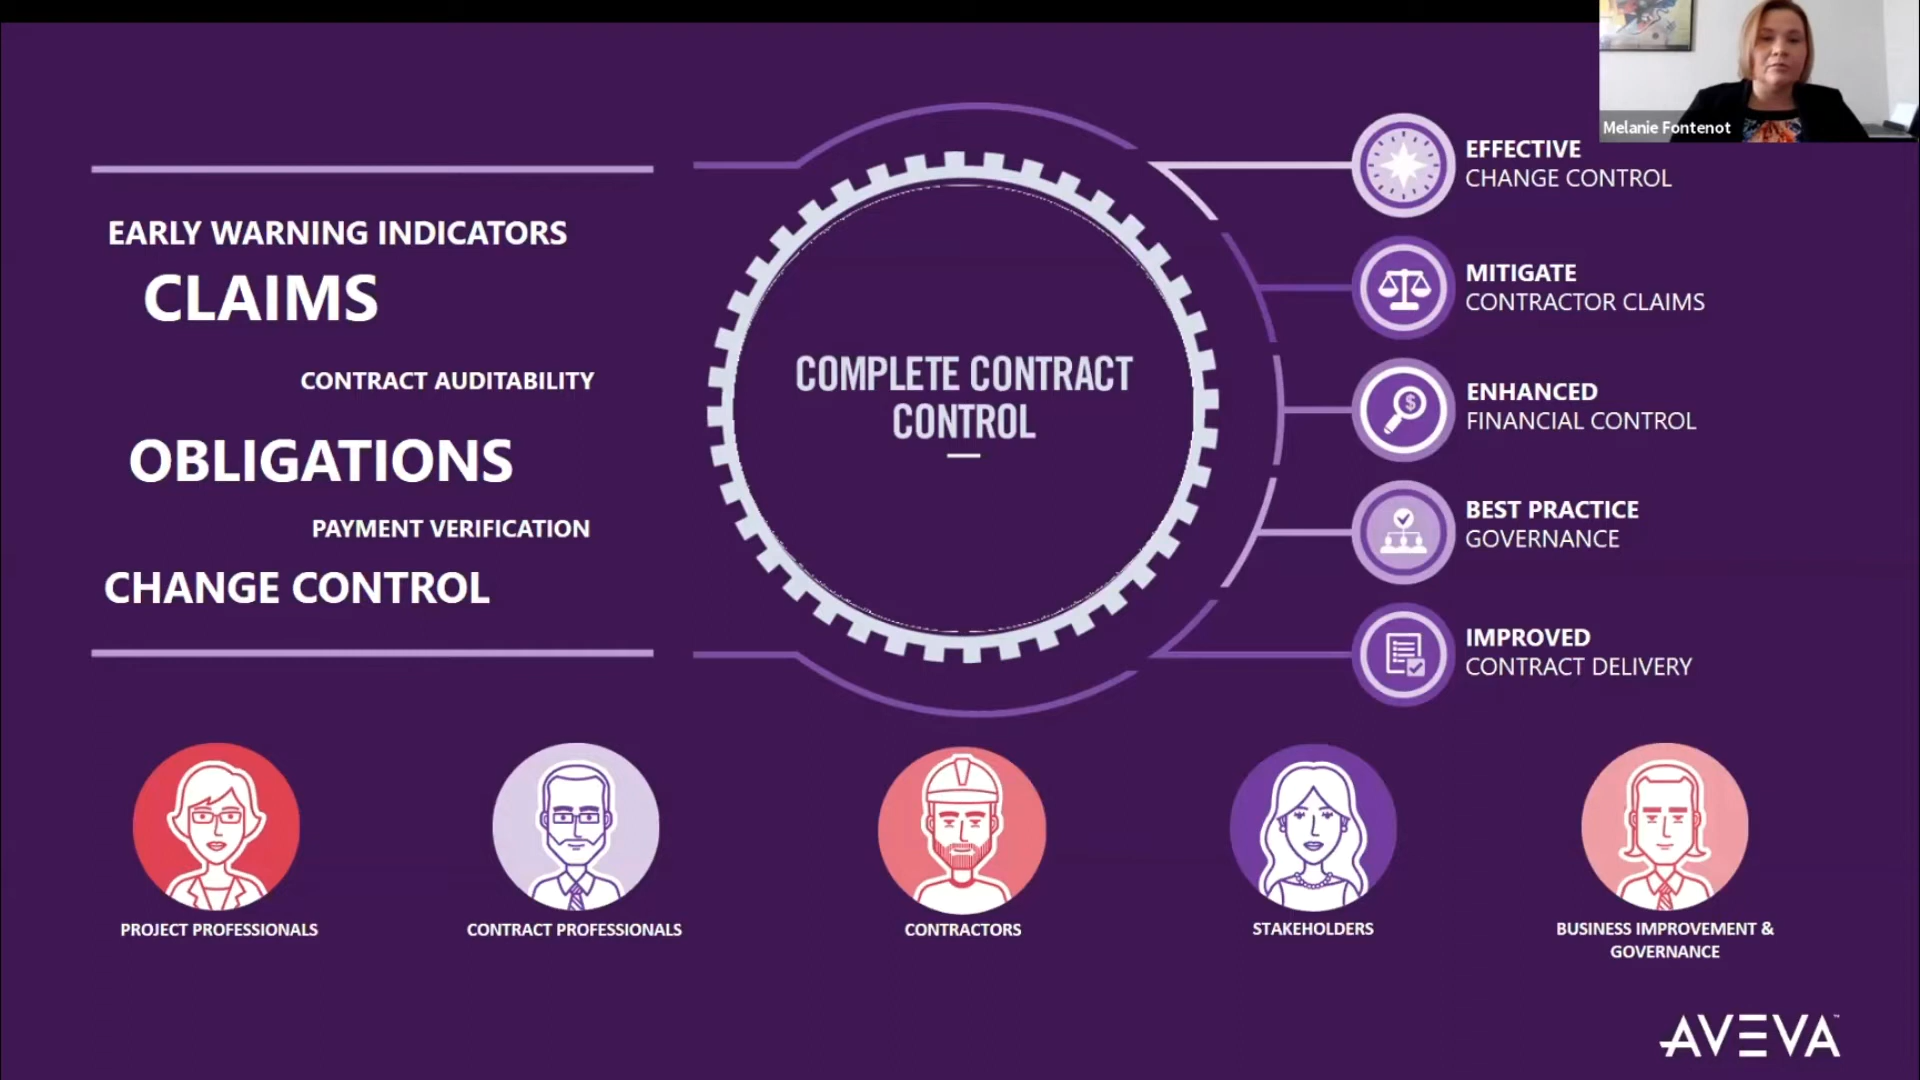 Melanie Fontenot
EARLY WARNING INDICATORS
CLAIMS
CONTRACT AUDITABILITY
OBLIGATIONS
PAYMENT VERIFICATION
CHANGE CONTROL
COMPLETE CONTRACT
CONTROL
EFFECTIVE
CHANGE CONTROL
MITIGATE
CONTRACTOR CLAIMS
ENHANCED
FINANCIAL CONTROL
BEST PRACTICE
GOVERNANCE
IMPROVED
CONTRACT DELIVERY
PROJECT PROFESSIONALS
CONTRACT PROFESSIONALS
CONTRACTORS
STAKEHOLDERS
BUSINESS IMPROVEMENT &
GOVERNANCE
AVEVA™